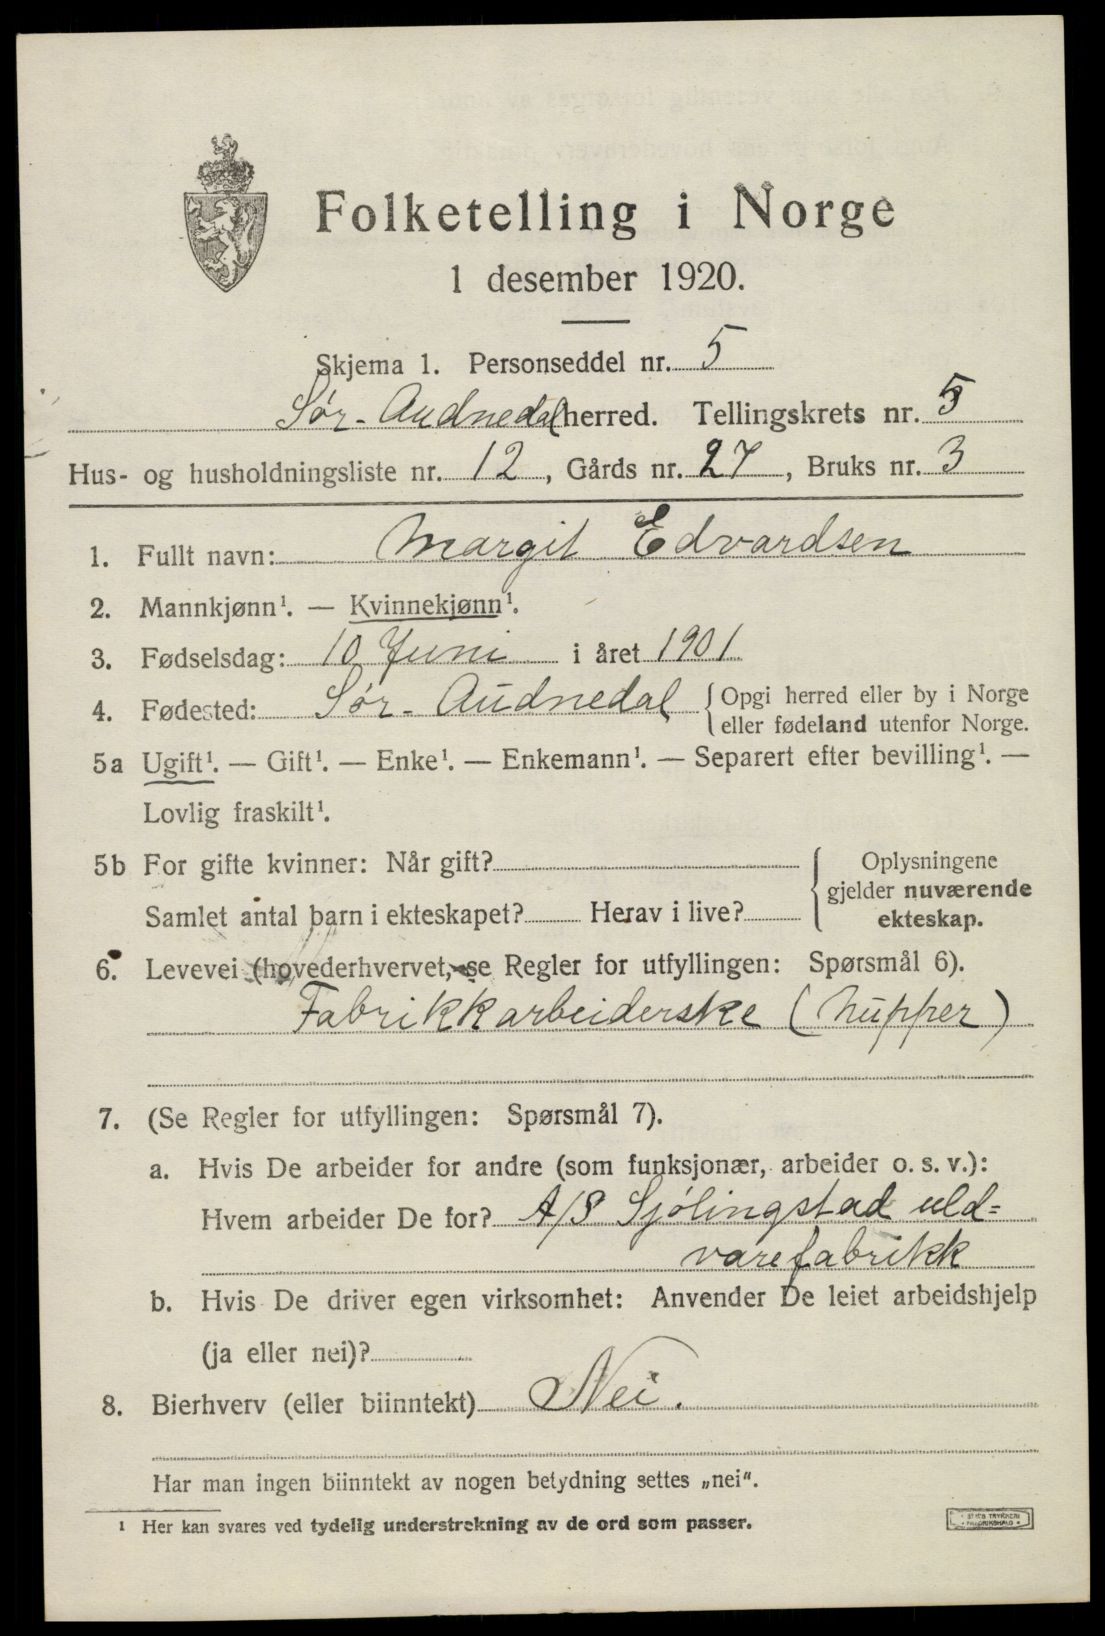 Folketelling i Norge
1 desember 1920.
Skjema 1. Personseddel nr. 5
Sør-Audnedal herred. Tellingskrets nr. 5
Hus- og husholdningsliste nr. 12, Gårds nr. 27, Bruks nr. 3
1. Fullt navn: Margit Edvardsen
2. Mannkjønn¹. — Kvinnekjønn¹.
3. Fødselsdag: 10 Juni i året 1901
4. Fødested: Sør-Audnedal {Opgi herred eller by i Norge
eller fødeland utenfor Norge.
5a Ugift¹. — Gift¹. — Enke¹. — Enkemann¹. — Separert efter bevilling¹. —
Lovlig fraskilt¹.
5b For gifte kvinner: Når gift?
Samlet antal barn i ekteskapet? Herav i live?
{Oplysningene
gjelder nuværende
ekteskap.
6. Levevei (hovederhvervet, se Regler for utfyllingen: Spørsmål 6).
Fabrikkarbeiderske (Nupper)
7. (Se Regler for utfyllingen: Spørsmål 7).
a. Hvis De arbeider for andre (som funksjonær, arbeider o. s. v.):
Hvem arbeider De for? A/S Sjølingstad uld=
varefabrikk
b. Hvis De driver egen virksomhet: Anvender De leiet arbeidshjelp
(ja eller nei)?
8. Bierhverv (eller biinntekt) Nei.
Har man ingen biinntekt av nogen betydning settes „nei“.
¹ Her kan svares ved tydelig understrekning av de ord som passer.